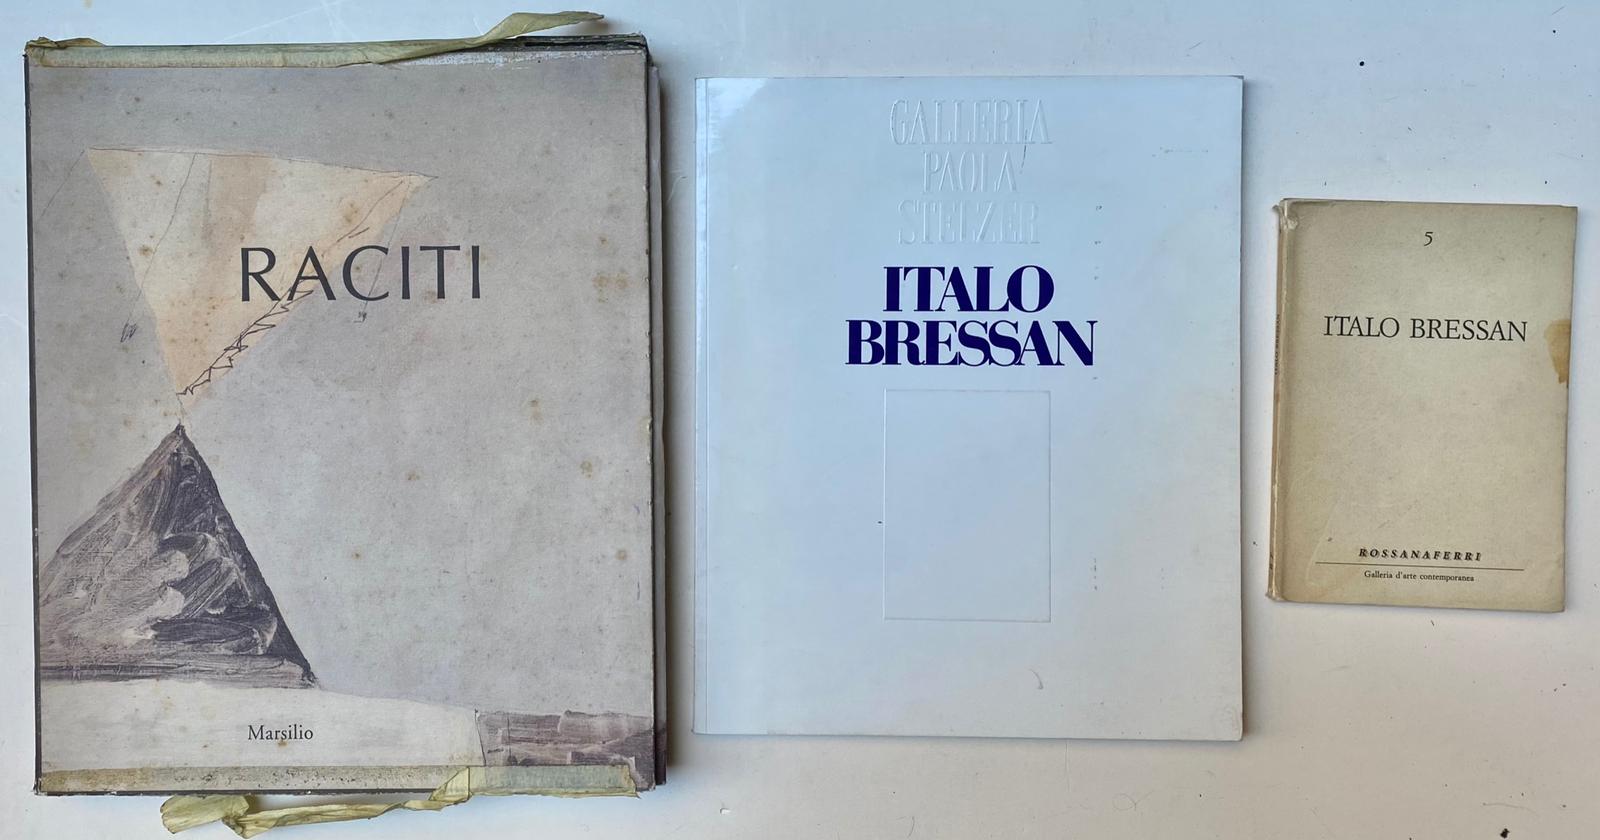 RACITI
Marsilio
GALLERIA
PAOLA
STELZER
ITALO
BRESSAN
5
ITALO BRESSAN
ROSSANAFERRI
Galleria d'arte contemporanea